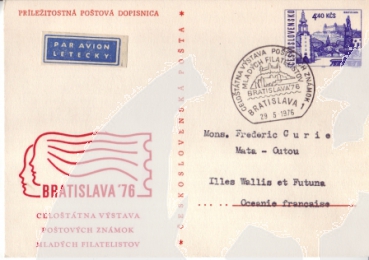 PRÍLEŽITOSTNÁ POŠTOVÁ DOPISNICA
PAR AVION
LETECKY
BRATISLAVA '76
CELOŠTÁTNA VÝSTAVA
POŠTOVÝCH ZNÁMOK
MLADÝCH FILATELISTOV
ČESKOSLOVENSKÁ POŠTA
4,40 KČS
ČESKOSLOVENSKO
CELOŠTÁTNA VÝSTAVA POŠTOVÝCH ZNÁMOK
MLADÝCH FILATELISTOV
BRATISLAVA '76
BRATISLAVA 1
29 5 1976
Mons. Frederic Curie
Mata - Outou
Illes Wallis et Futuna
Oceanie française